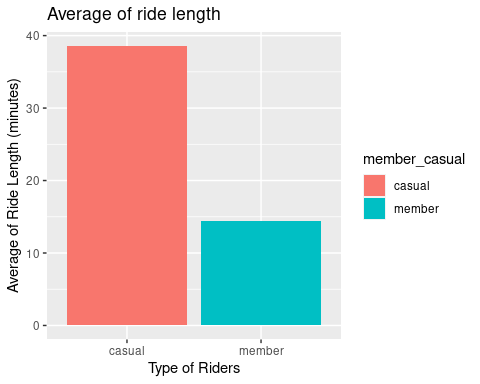 Average of ride length
Average of Ride Length (minutes)
40
30
20
10
0
casual
member
Type of Riders
member_casual
casual
member